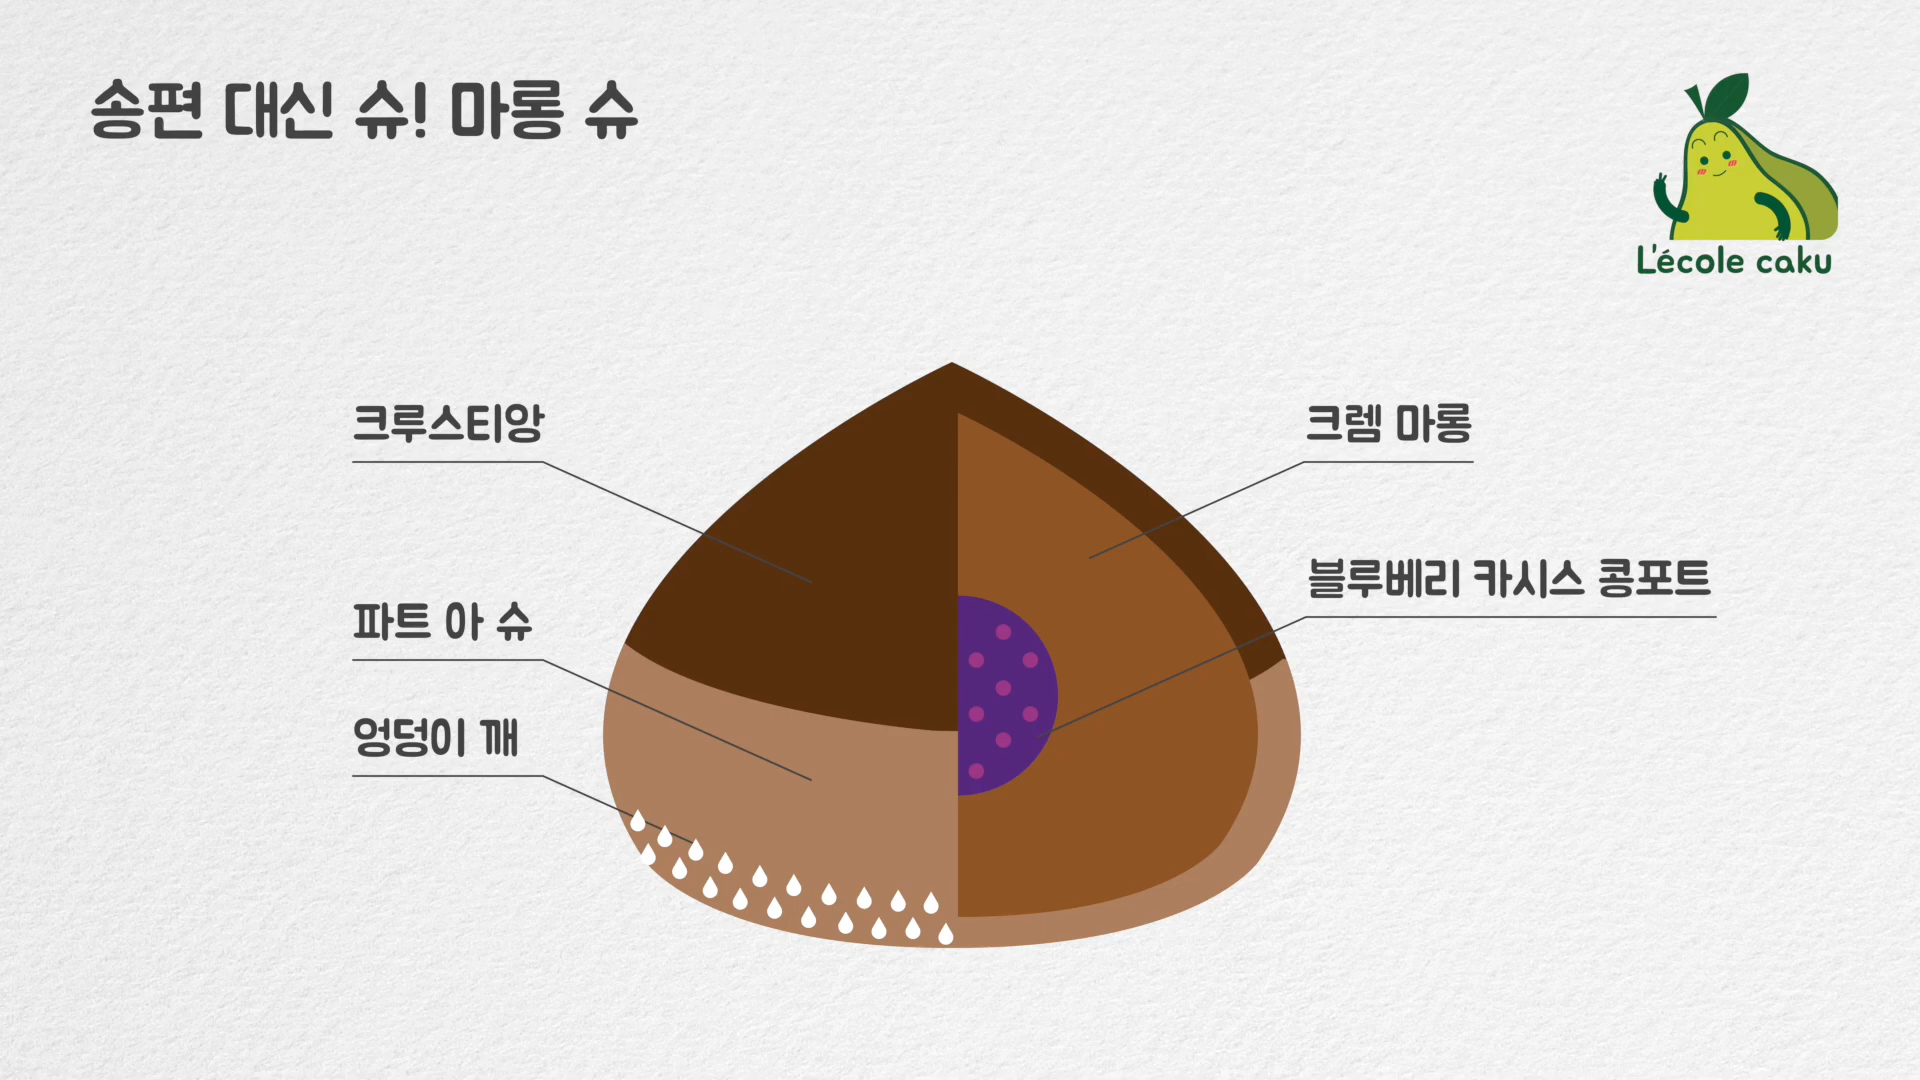 송편 대신 슈! 마롱 슈
L'école caku
크루스티앙
크렘 마롱
블루베리 카시스 콩포트
파트 아 슈
엉덩이 깨